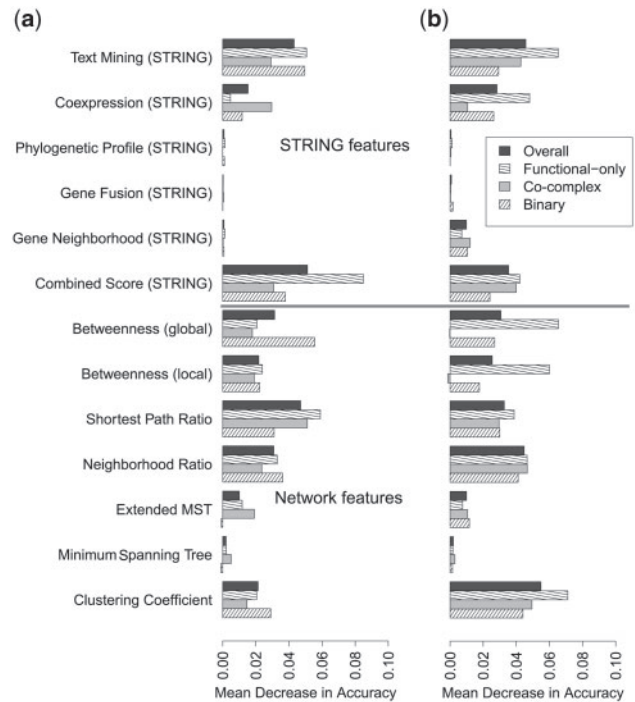 (a)
(b)
Text Mining (STRING)
Coexpression (STRING)
Phylogenetic Profile (STRING)
STRING features
Gene Fusion (STRING)
Gene Neighborhood (STRING)
Combined Score (STRING)
Overall
Functional−only
Co−complex
Binary
Betweenness (global)
Betweenness (local)
Shortest Path Ratio
Neighborhood Ratio
Network features
Extended MST
Minimum Spanning Tree
Clustering Coefficient
0.00 0.02 0.04 0.06 0.08 0.10
Mean Decrease in Accuracy
0.00 0.02 0.04 0.06 0.08 0.10
Mean Decrease in Accuracy